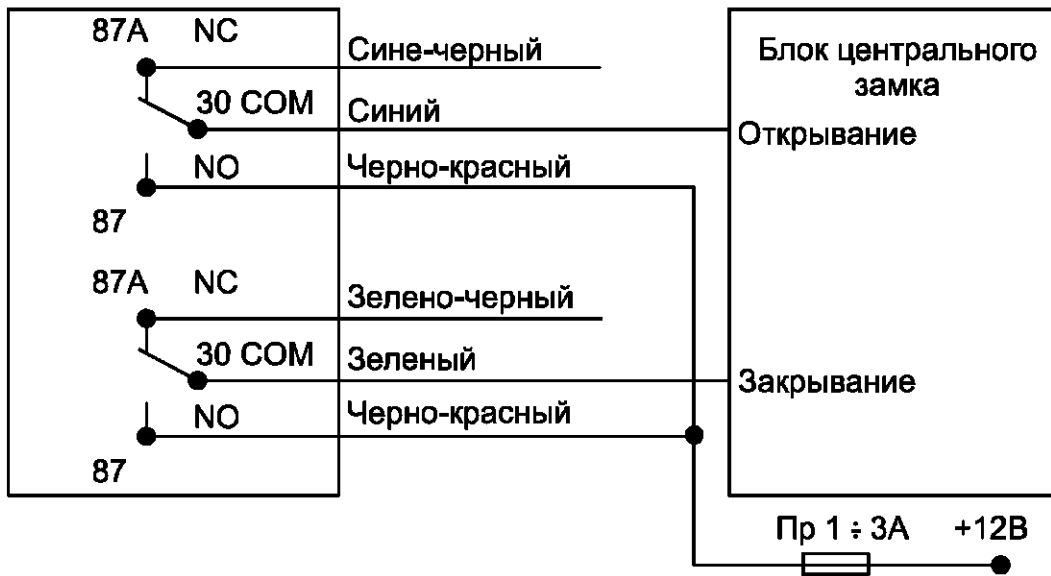 87A NC
Сине-черный
30 COM
Синий
NO
Черно-красный
87
87A NC
Зелено-черный
30 COM
Зеленый
NO
Черно-красный
87
Блок центрального
замка
Открывание
Закрывание
Пр 1 ÷ 3А +12В